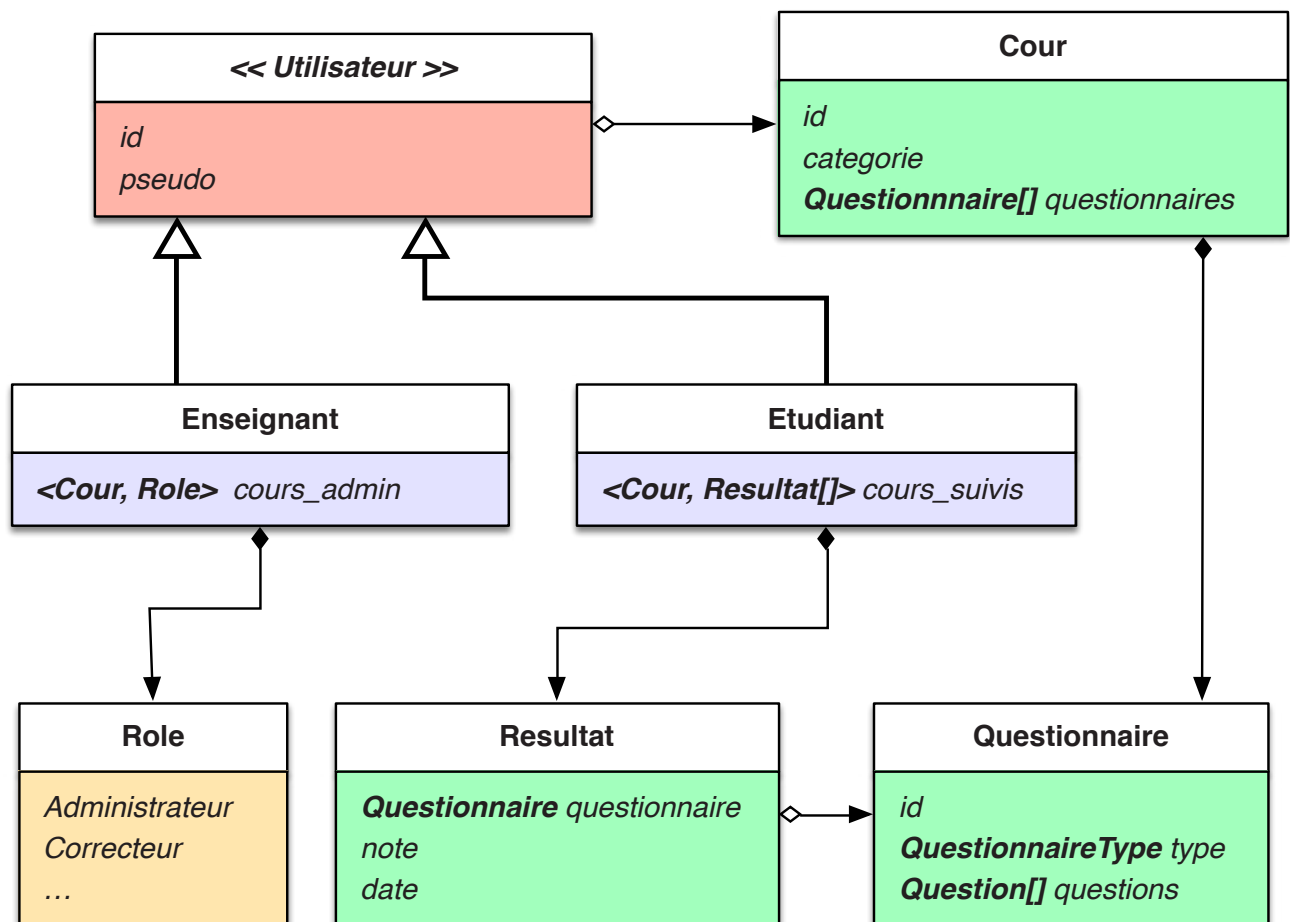 << Utilisateur >>
id
pseudo
Cour
id
categorie
Questionnnaire[] questionnaires
Enseignant
<Cour, Role> cours_admin
Etudiant
<Cour, Resultat[]> cours_suivis
Role
Administrateur
Correcteur
…
Resultat
Questionnaire questionnaire
note
date
Questionnaire
id
QuestionnaireType type
Question[] questions